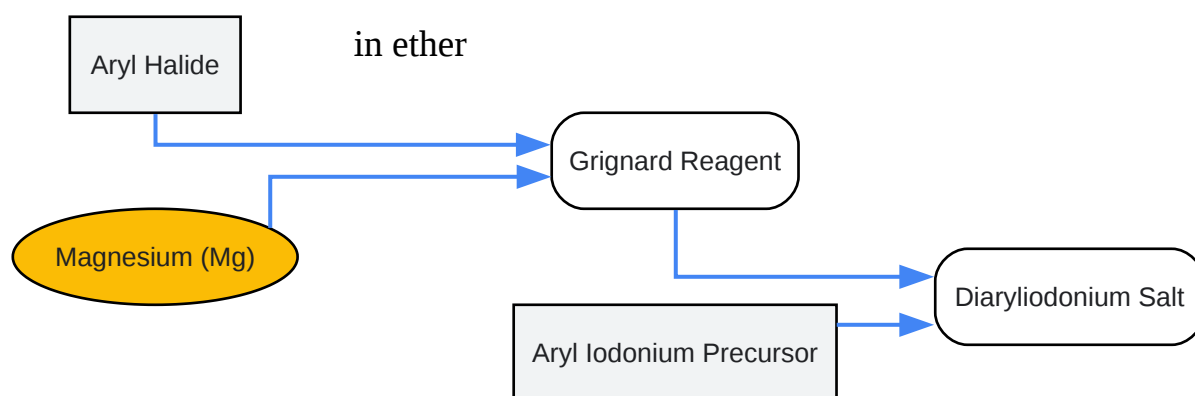 in ether
Aryl Halide
Grignard Reagent
Magnesium (Mg)
Diaryliodonium Salt
Aryl Iodonium Precursor